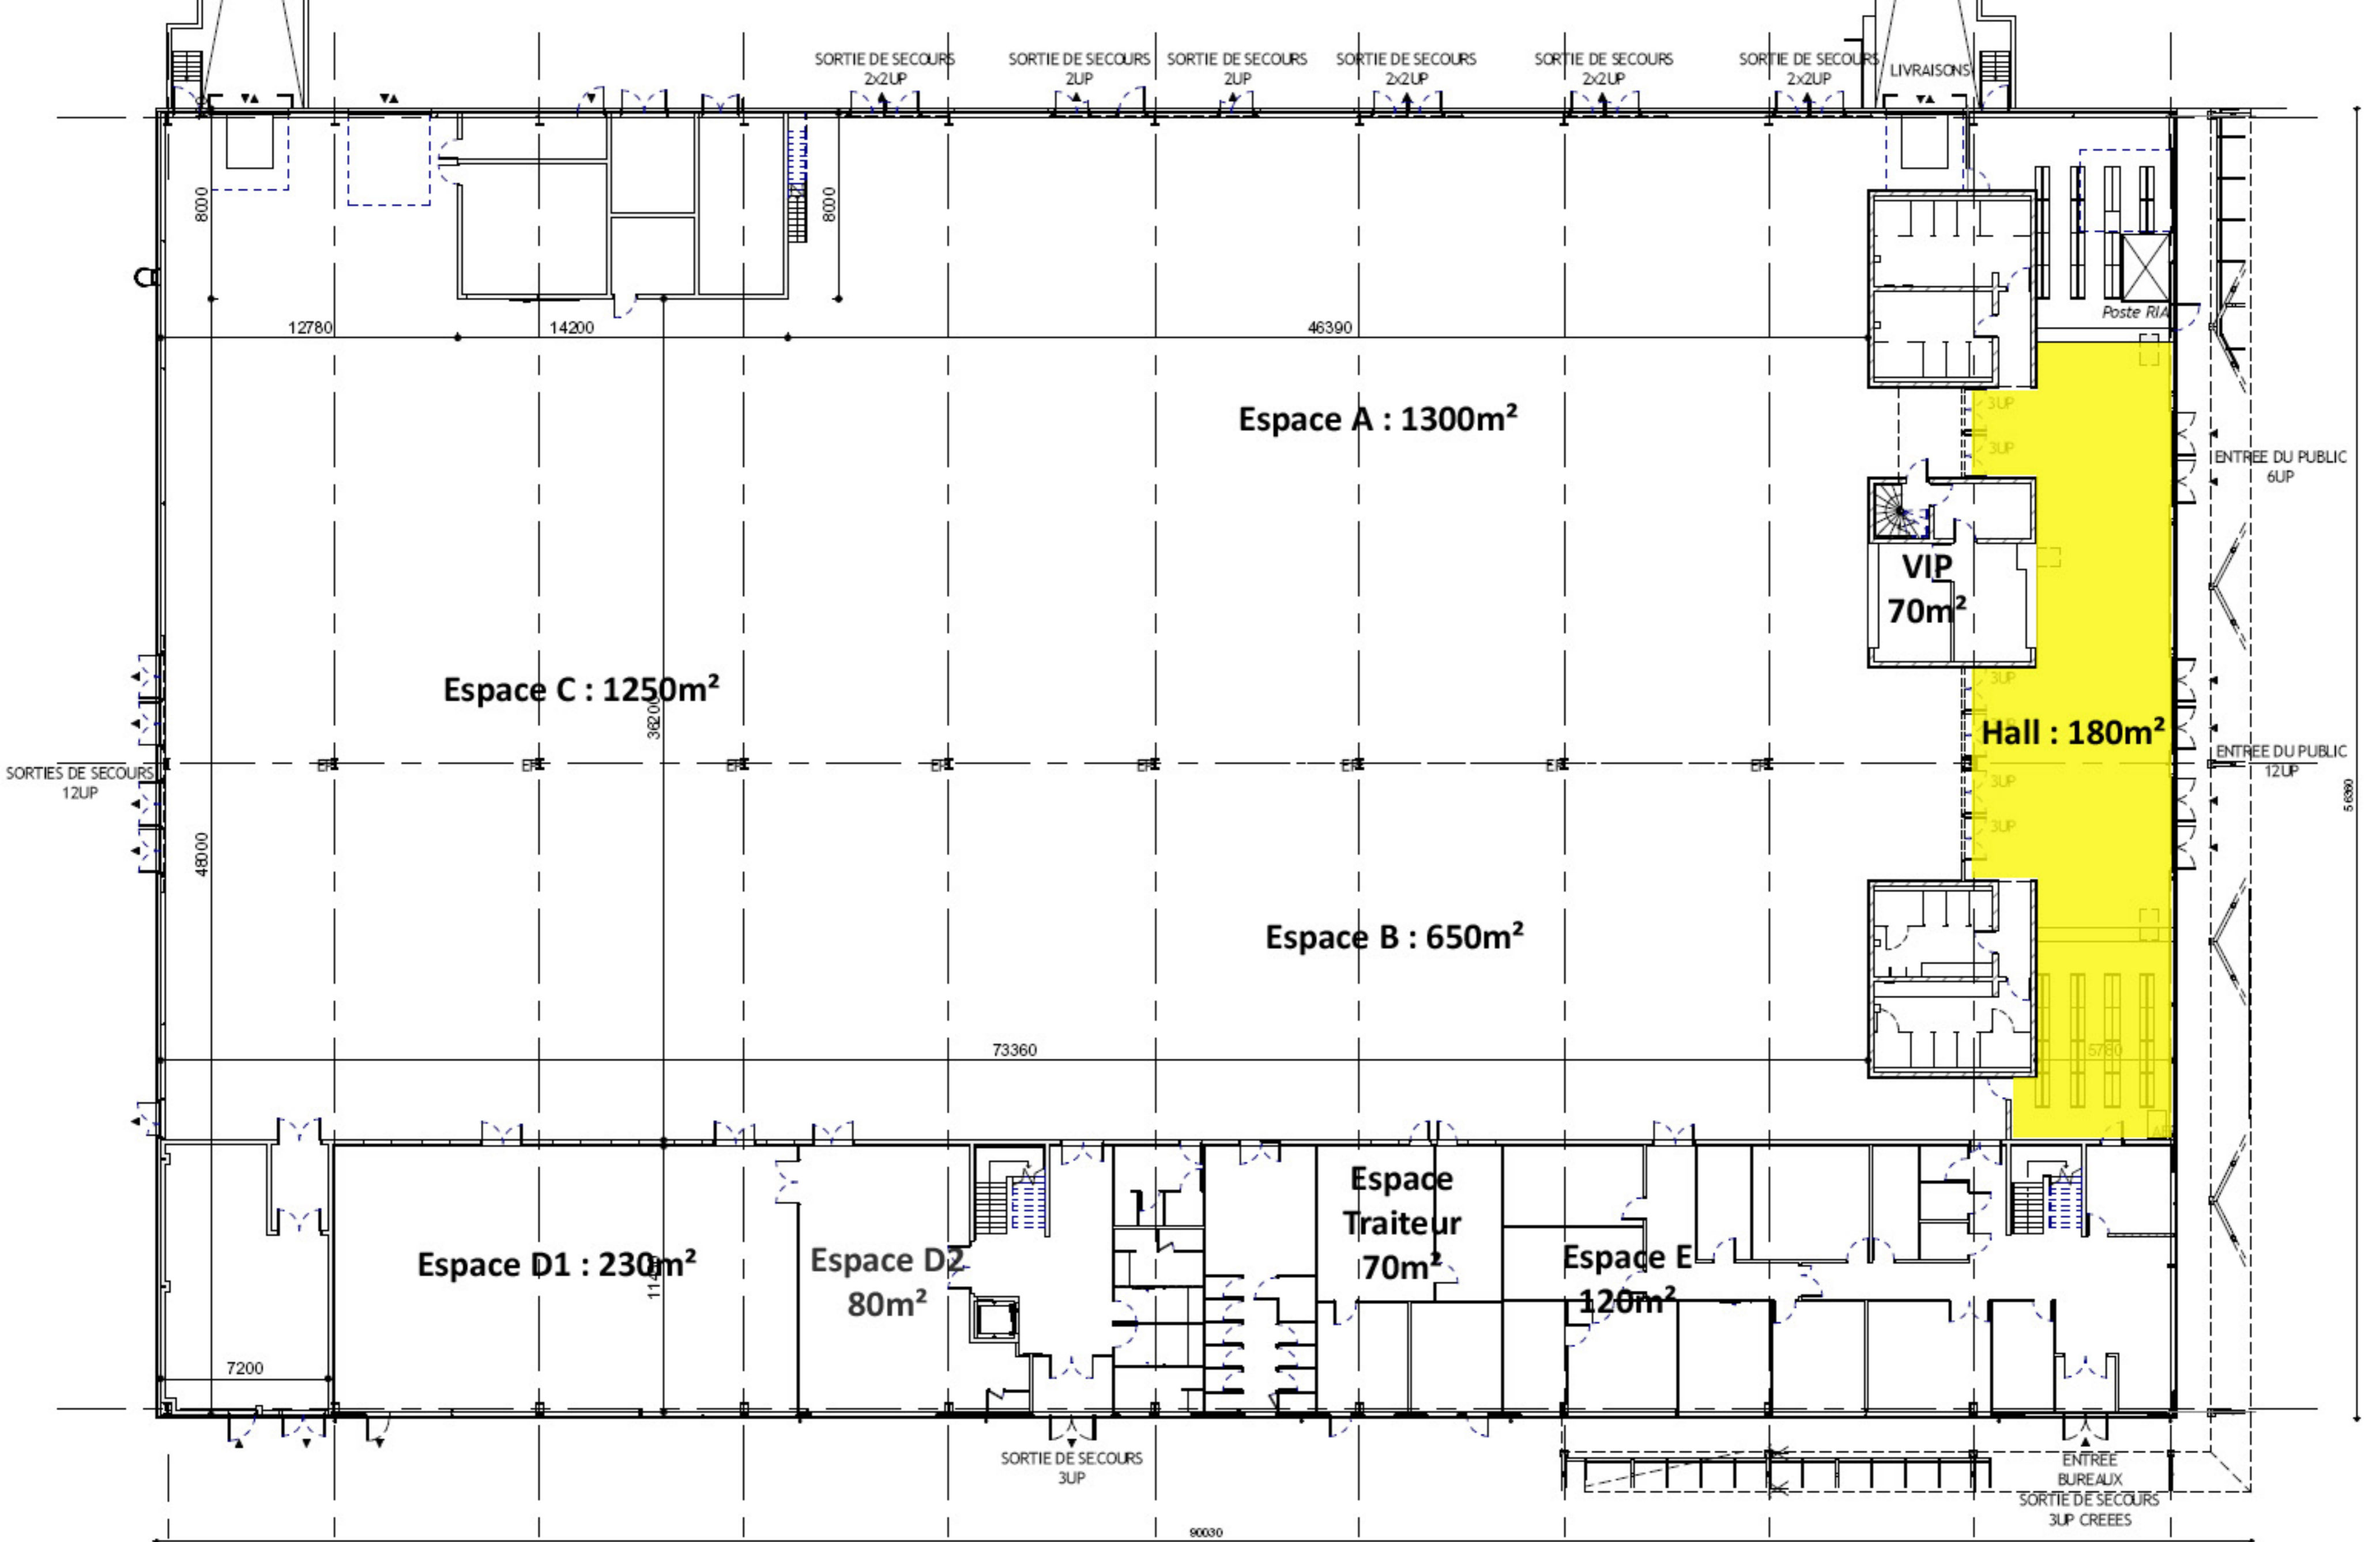 SORTIE DE SECOURS
2x2UP
SORTIE DE SECOURS
2UP
SORTIE DE SECOURS
2UP
SORTIE DE SECOURS
2x2UP
SORTIE DE SECOURS
2x2UP
SORTIE DE SECOURS
2x2UP
LIVRAISONS
8000
8000
Poste RIA
12780
14200
46390
Espace A : 1300m²
3UP
3UP
ENTREE DU PUBLIC
6UP
VIP
70m²
Espace C : 1250m²
36200
3UP
Hall : 180m²
ENTREE DU PUBLIC
12UP
SORTIES DE SECOURS
12UP
3UP
3UP
56360
48000
Espace B : 650m²
73360
5780
Espace D1 : 230m²
Espace D2
80m²
Espace
Traiteur
70m²
Espace E
120m²
7200
SORTIE DE SECOURS
3UP
ENTREE
BUREAUX
SORTIE DE SECOURS
3UP CREEES
90030